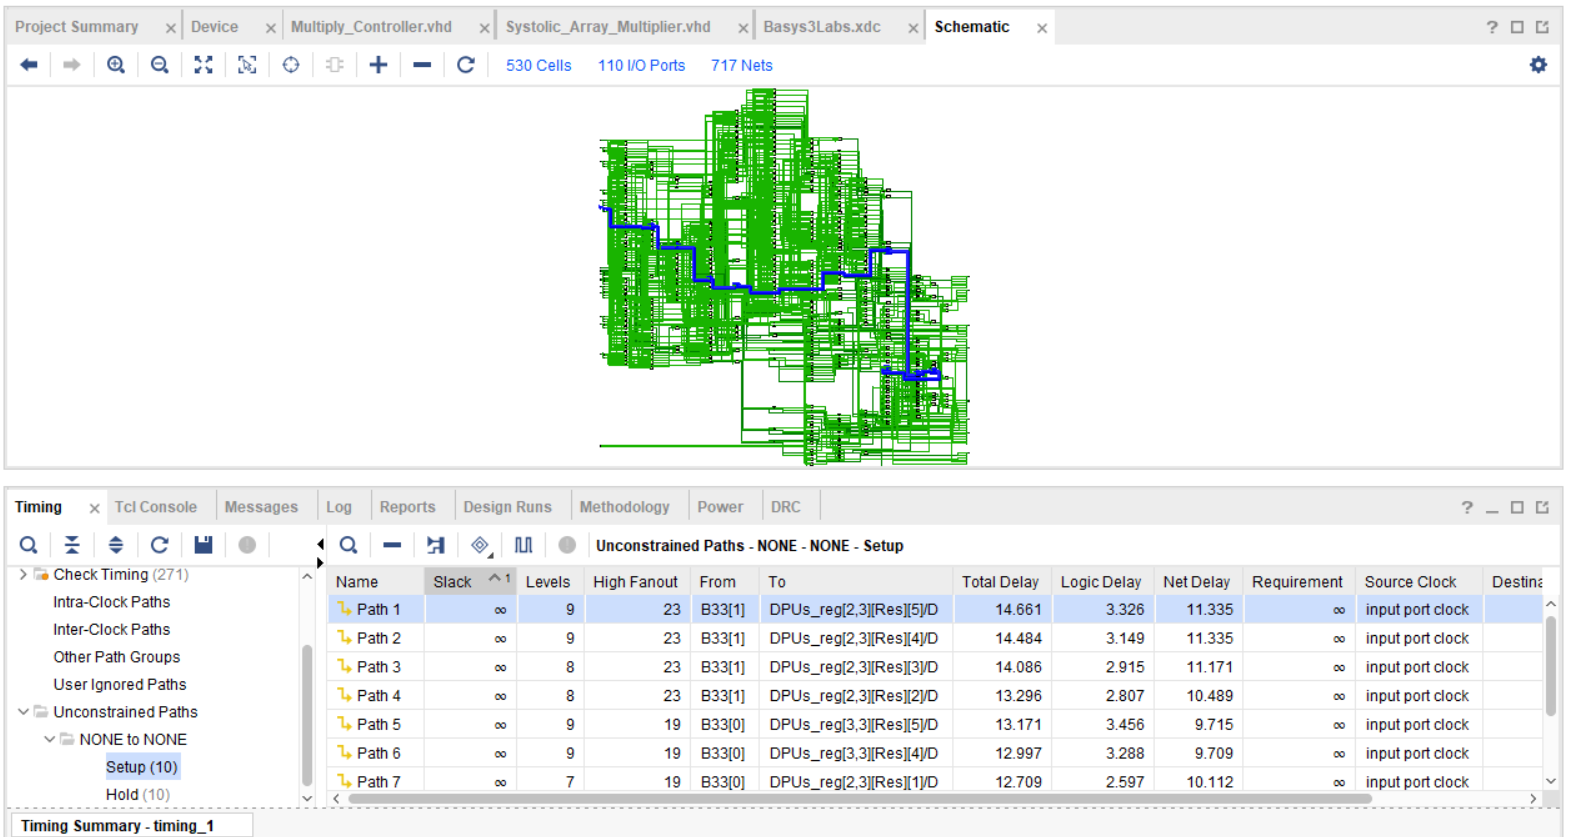 Project Summary × Device × Multiply_Controller.vhd × Systolic_Array_Multiplier.vhd × Basys3Labs.xdc × Schematic ×
530 Cells 110 I/O Ports 717 Nets
Timing × Tcl Console Messages Log Reports Design Runs Methodology Power DRC
Unconstrained Paths - NONE - NONE - Setup
Check Timing (271)
Intra-Clock Paths
Inter-Clock Paths
Other Path Groups
User Ignored Paths
Unconstrained Paths
NONE to NONE
Setup (10)
Hold (10)
Name Slack ^1 Levels High Fanout From To Total Delay Logic Delay Net Delay Requirement Source Clock Destina
Path 1 ∞ 9 23 B33[1] DPUs_reg[2,3][Res][5]/D 14.661 3.326 11.335 ∞ input port clock
Path 2 ∞ 9 23 B33[1] DPUs_reg[2,3][Res][4]/D 14.484 3.149 11.335 ∞ input port clock
Path 3 ∞ 8 23 B33[1] DPUs_reg[2,3][Res][3]/D 14.086 2.915 11.171 ∞ input port clock
Path 4 ∞ 8 23 B33[1] DPUs_reg[2,3][Res][2]/D 13.296 2.807 10.489 ∞ input port clock
Path 5 ∞ 9 19 B33[0] DPUs_reg[3,3][Res][5]/D 13.171 3.456 9.715 ∞ input port clock
Path 6 ∞ 9 19 B33[0] DPUs_reg[3,3][Res][4]/D 12.997 3.288 9.709 ∞ input port clock
Path 7 ∞ 7 19 B33[0] DPUs_reg[2,3][Res][1]/D 12.709 2.597 10.112 ∞ input port clock
Timing Summary - timing_1